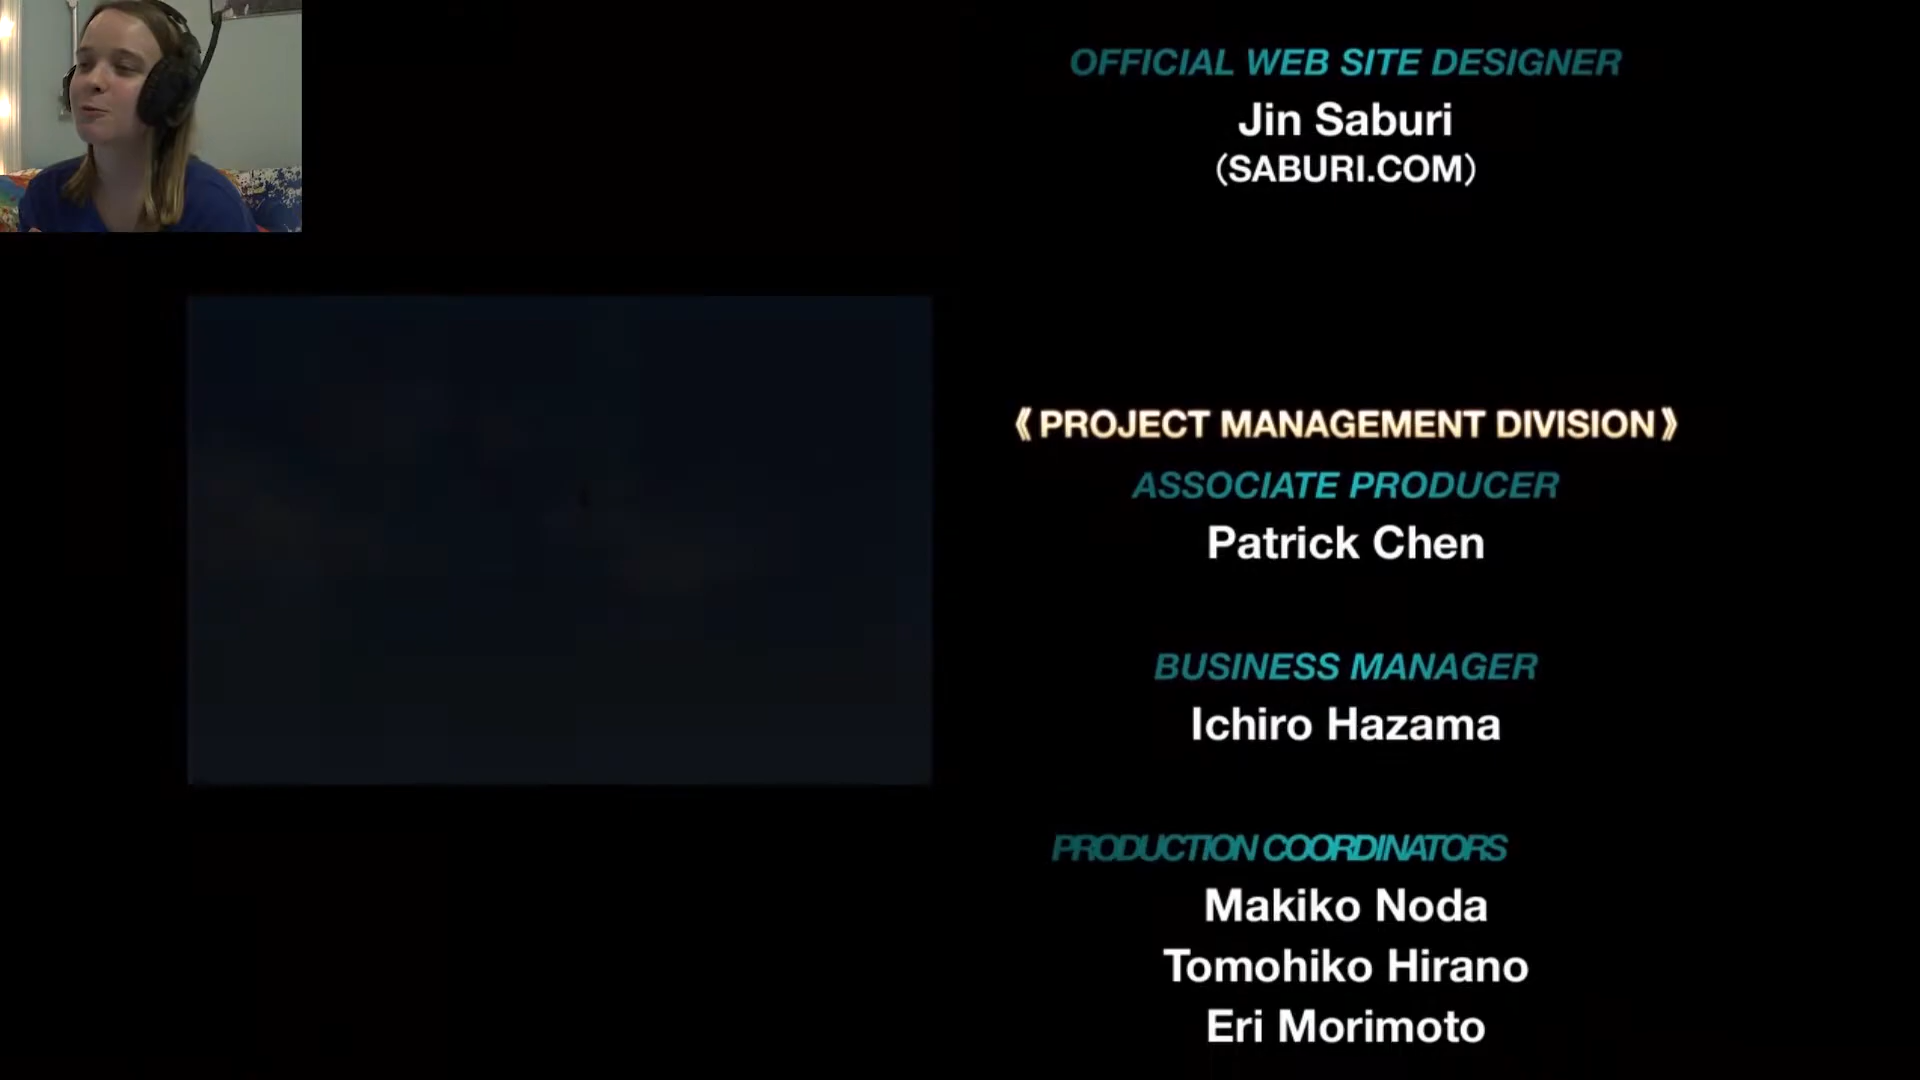 OFFICIAL WEB SITE DESIGNER
Jin Saburi
(SABURI.COM)
《PROJECT MANAGEMENT DIVISION》
ASSOCIATE PRODUCER
Patrick Chen
BUSINESS MANAGER
Ichiro Hazama
PRODUCTION COORDINATORS
Makiko Noda
Tomohiko Hirano
Eri Morimoto